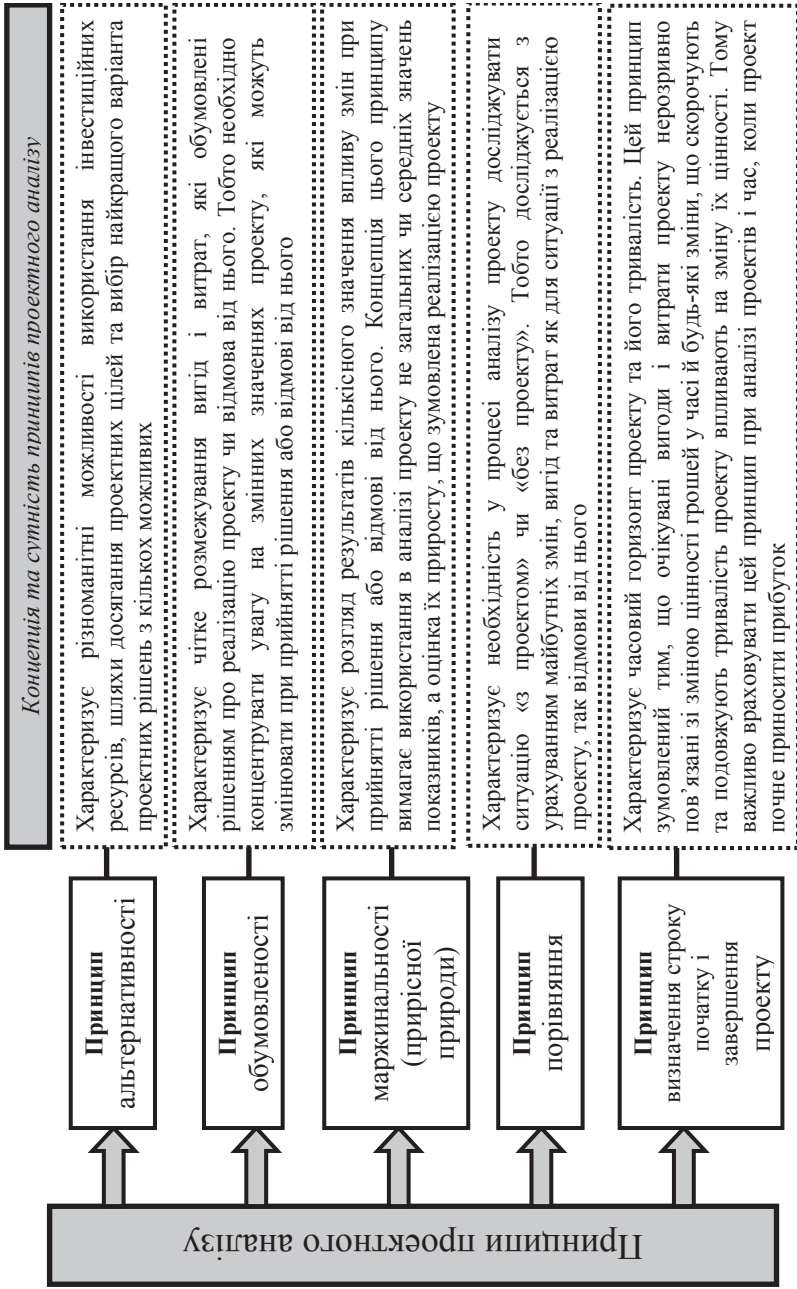 Принципи проектного аналізу
Концепція та сутність принципів проектного аналізу
Принцип
альтернативності
Характеризує різноманітні можливості використання інвестиційних
ресурсів, шляхи досягання проектних цілей та вибір найкращого варіанта
проектних рішень з кількох можливих
Принцип
обумовленості
Характеризує чітке розмежування вигід і витрат, які обумовлені
рішенням про реалізацію проекту чи відмова від нього. Тобто необхідно
концентрувати увагу на змінних значеннях проекту, які можуть
змінювати при прийнятті рішення або відмові від нього
Принцип
маржинальності
(прирісної
природи)
Характеризує розгляд результатів кількісного значення впливу змін при
прийнятті рішення або відмові від нього. Концепція цього принципу
вимагає використання в аналізі проекту не загальних чи середніх значень
показників, а оцінка їх приросту, що зумовлена реалізацією проекту
Принцип
порівняння
Характеризує необхідність у процесі аналізу проекту досліджувати
ситуацію «з проектом» чи «без проекту». Тобто досліджується з
урахуванням майбутніх змін, вигід та витрат як для ситуації з реалізацією
проекту, так відмови від нього
Принцип
визначення строку
початку і
завершення
проекту
Характеризує часовий горизонт проекту та його тривалість. Цей принцип
зумовлений тим, що очікувані вигоди і витрати проекту нерозривно
пов’язані зі зміною цінності грошей у часі й будь-які зміни, що скорочують
та подовжують тривалість проекту впливають на зміну їх цінності. Тому
важливо враховувати цей принцип при аналізі проектів і час, коли проект
почне приносити прибуток